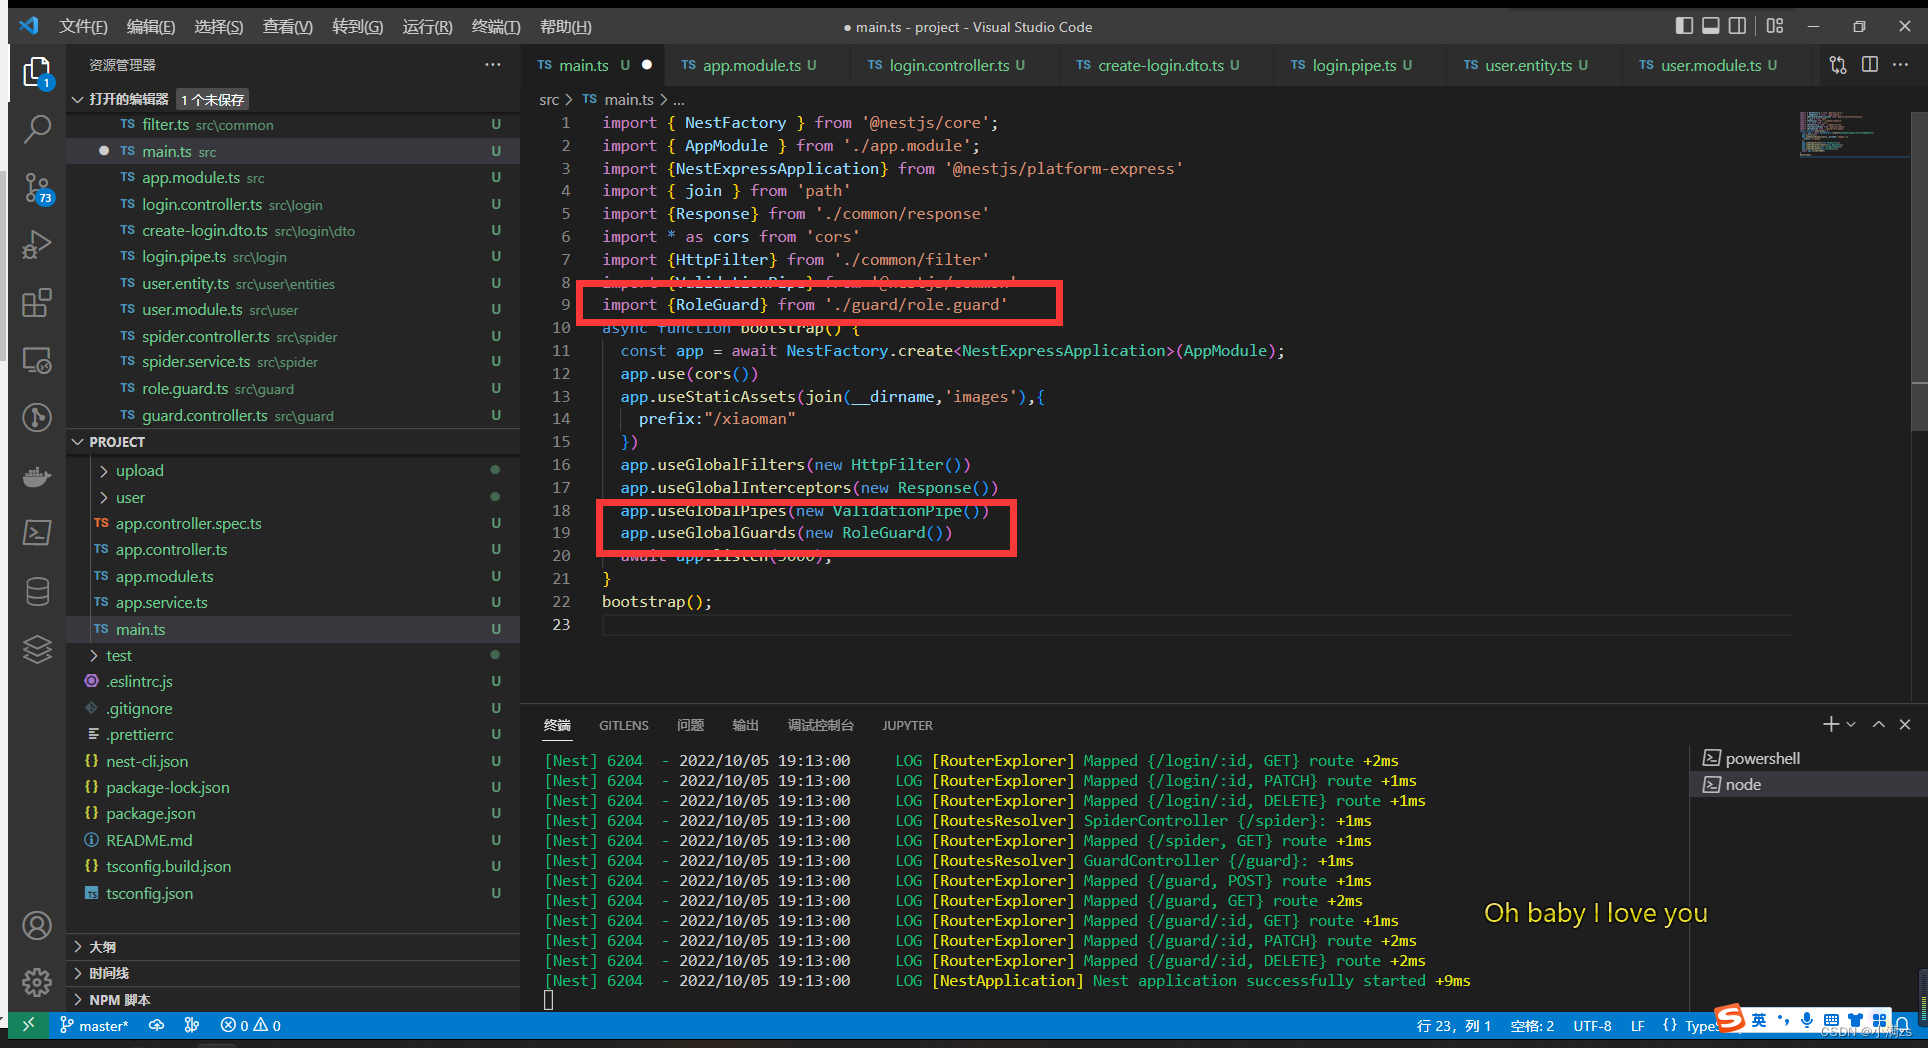 文件(F) 编辑(E) 选择(S) 查看(V) 转到(G) 运行(R) 终端(T) 帮助(H)
● main.ts - project - Visual Studio Code
资源管理器 ···
打开的编辑器 1 个未保存
TS filter.ts src\common U
● TS main.ts src U
TS app.module.ts src U
TS login.controller.ts src\login U
TS create-login.dto.ts src\login\dto U
TS login.pipe.ts src\login U
TS user.entity.ts src\user\entities U
TS user.module.ts src\user U
TS spider.controller.ts src\spider U
TS spider.service.ts src\spider U
TS role.guard.ts src\guard U
TS guard.controller.ts src\guard U
PROJECT
upload
user
TS app.controller.spec.ts U
TS app.controller.ts U
TS app.module.ts U
TS app.service.ts U
TS main.ts U
test
.eslintrc.js U
.gitignore U
.prettierrc U
{} nest-cli.json U
{} package-lock.json U
{} package.json U
README.md U
{} tsconfig.build.json U
TS tsconfig.json U
大纲
时间线
NPM 脚本
1
73
TS main.ts U ● TS app.module.ts U TS login.controller.ts U TS create-login.dto.ts U TS login.pipe.ts U TS user.entity.ts U TS user.module.ts U
src > TS main.ts > ...
1 import { NestFactory } from '@nestjs/core';
2 import { AppModule } from './app.module';
3 import {NestExpressApplication} from '@nestjs/platform-express'
4 import { join } from 'path'
5 import {Response} from './common/response'
6 import * as cors from 'cors'
7 import {HttpFilter} from './common/filter'
8 import {ValidationPipe} from '@nestjs/common'
9 import {RoleGuard} from './guard/role.guard'
10 async function bootstrap() {
11 const app = await NestFactory.create<NestExpressApplication>(AppModule);
12 app.use(cors())
13 app.useStaticAssets(join(__dirname,'images'),{
14 prefix:"/xiaoman"
15 })
16 app.useGlobalFilters(new HttpFilter())
17 app.useGlobalInterceptors(new Response())
18 app.useGlobalPipes(new ValidationPipe())
19 app.useGlobalGuards(new RoleGuard())
20 await app.listen(3000);
21 }
22 bootstrap();
23
终端 GITLENS 问题 输出 调试控制台 JUPYTER
[Nest] 6204 - 2022/10/05 19:13:00 LOG [RouterExplorer] Mapped {/login/:id, GET} route +2ms
[Nest] 6204 - 2022/10/05 19:13:00 LOG [RouterExplorer] Mapped {/login/:id, PATCH} route +1ms
[Nest] 6204 - 2022/10/05 19:13:00 LOG [RouterExplorer] Mapped {/login/:id, DELETE} route +1ms
[Nest] 6204 - 2022/10/05 19:13:00 LOG [RoutesResolver] SpiderController {/spider}: +1ms
[Nest] 6204 - 2022/10/05 19:13:00 LOG [RouterExplorer] Mapped {/spider, GET} route +1ms
[Nest] 6204 - 2022/10/05 19:13:00 LOG [RoutesResolver] GuardController {/guard}: +1ms
[Nest] 6204 - 2022/10/05 19:13:00 LOG [RouterExplorer] Mapped {/guard, POST} route +1ms
[Nest] 6204 - 2022/10/05 19:13:00 LOG [RouterExplorer] Mapped {/guard, GET} route +2ms
[Nest] 6204 - 2022/10/05 19:13:00 LOG [RouterExplorer] Mapped {/guard/:id, GET} route +1ms
[Nest] 6204 - 2022/10/05 19:13:00 LOG [RouterExplorer] Mapped {/guard/:id, PATCH} route +2ms
[Nest] 6204 - 2022/10/05 19:13:00 LOG [RouterExplorer] Mapped {/guard/:id, DELETE} route +2ms
[Nest] 6204 - 2022/10/05 19:13:00 LOG [NestApplication] Nest application successfully started +9ms
powershell
node
Oh baby I love you
master* 0 0 行 23，列 1 空格: 2 UTF-8 LF {} TypeS
英
CSDN @小满zs